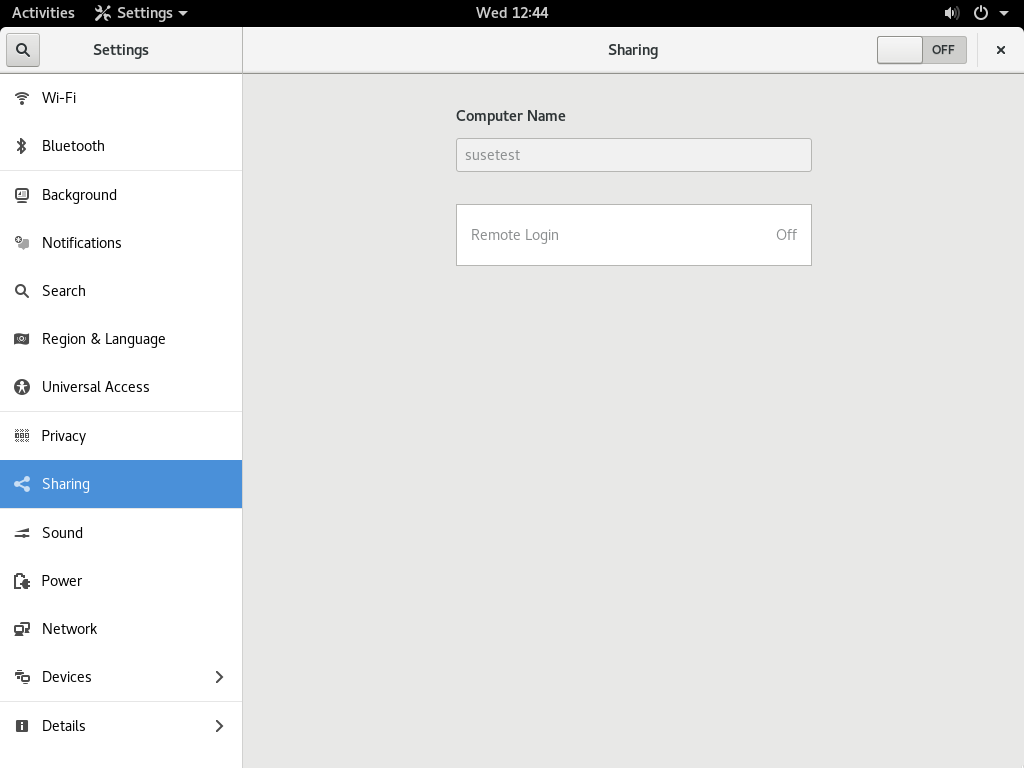 Activities Settings Wed 12:44
Settings Sharing OFF
Wi-Fi
Bluetooth
Background
Notifications
Search
Region & Language
Universal Access
Privacy
Sharing
Sound
Power
Network
Devices
Details
Computer Name
susetest
Remote Login Off